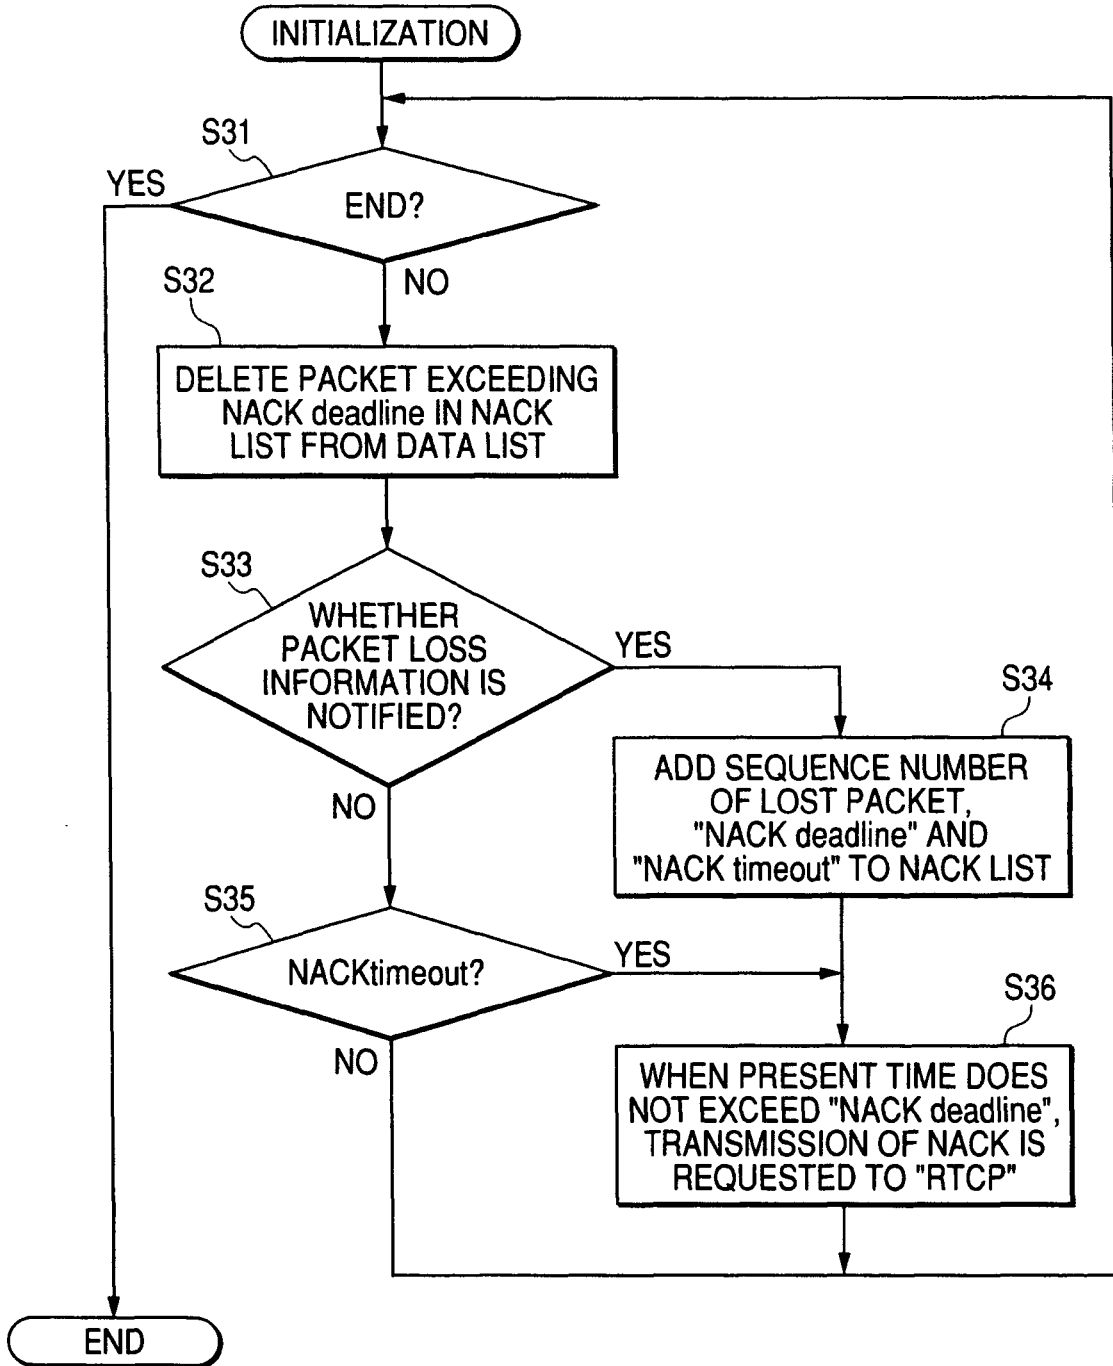 INITIALIZATION
S31
YES
END?
NO
S32
DELETE PACKET EXCEEDING
NACK deadline IN NACK
LIST FROM DATA LIST
S33
WHETHER
PACKET LOSS
INFORMATION IS
NOTIFIED?
YES
NO
S34
ADD SEQUENCE NUMBER
OF LOST PACKET,
"NACK deadline" AND
"NACK timeout" TO NACK LIST
S35
NACKtimeout?
YES
NO
S36
WHEN PRESENT TIME DOES
NOT EXCEED "NACK deadline",
TRANSMISSION OF NACK IS
REQUESTED TO "RTCP"
END